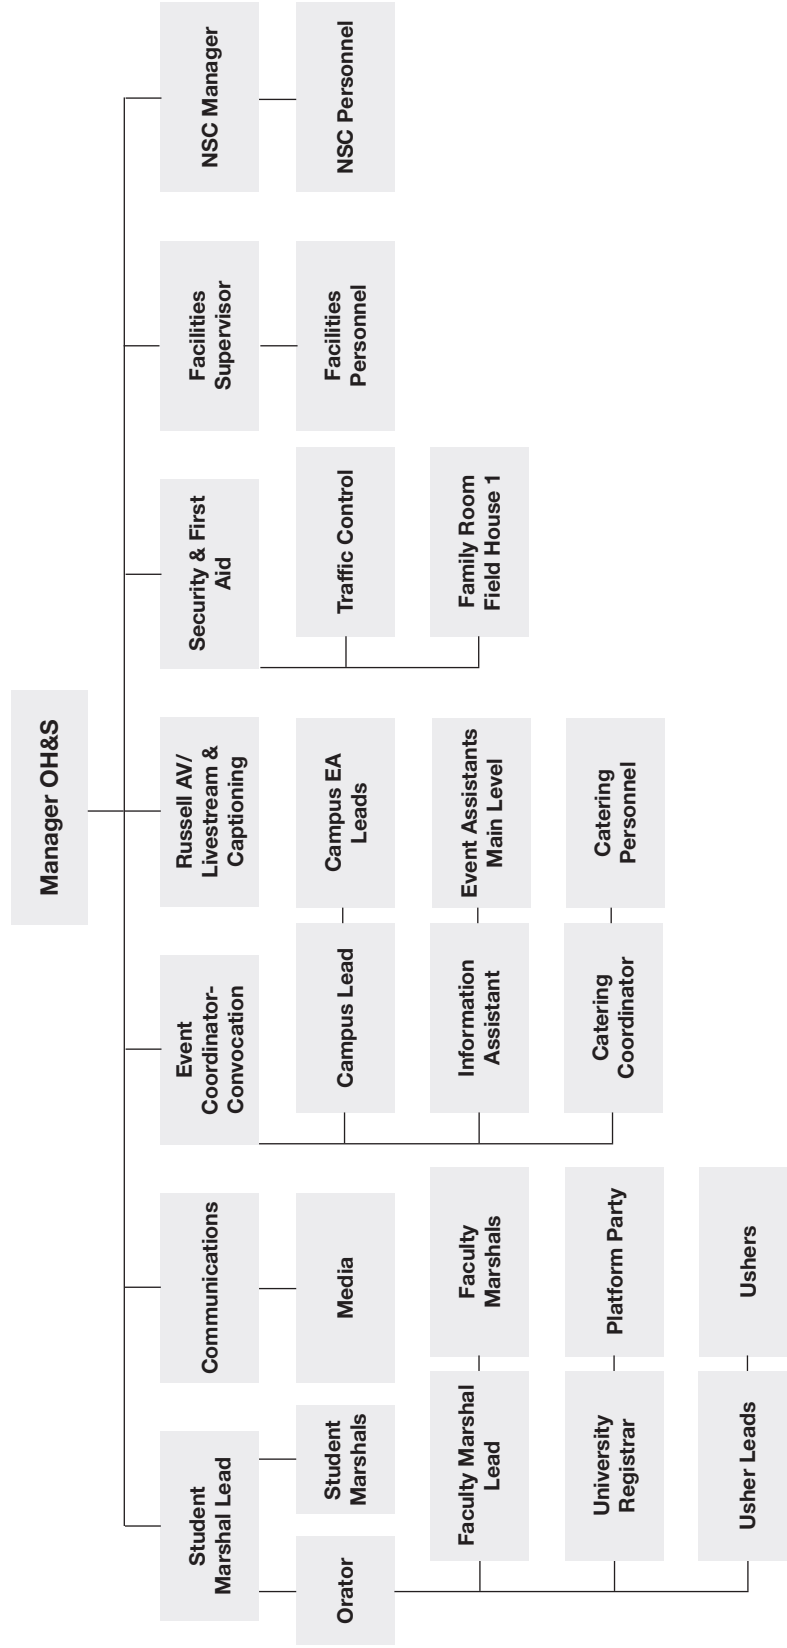 Manager OH&S
Student
Marshal Lead
Communications
Event
Coordinator-
Convocation
Russell AV/
Livestream &
Captioning
Security & First
Aid
Facilities
Supervisor
NSC Manager
Orator
Student
Marshals
Media
Campus Lead
Campus EA
Leads
Traffic Control
Facilities
Personnel
NSC Personnel
Faculty Marshal
Lead
Faculty
Marshals
Information
Assistant
Event Assistants
Main Level
Family Room
Field House 1
University
Registrar
Platform Party
Catering
Coordinator
Catering
Personnel
Usher Leads
Ushers